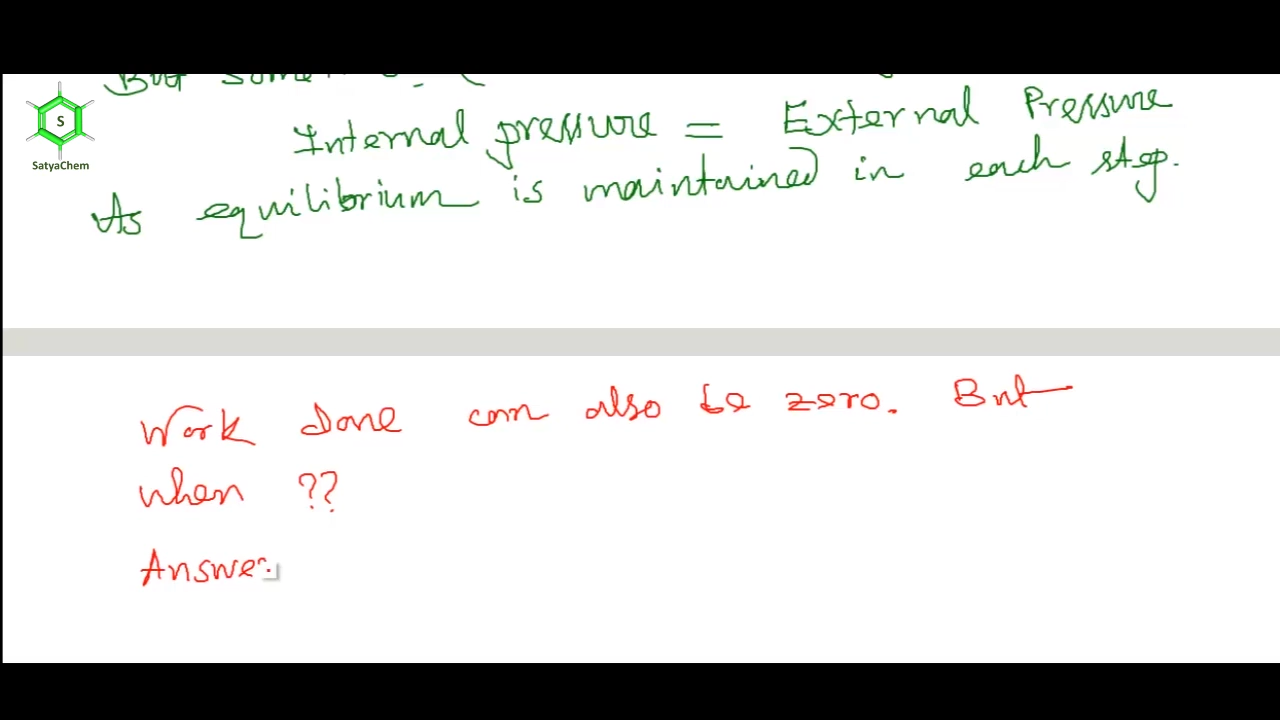 But
S
SatyaChem
Internal pressure = External Pressure
As equilibrium is maintained in each step.
Work done can also be zero. But
when ??
Answer